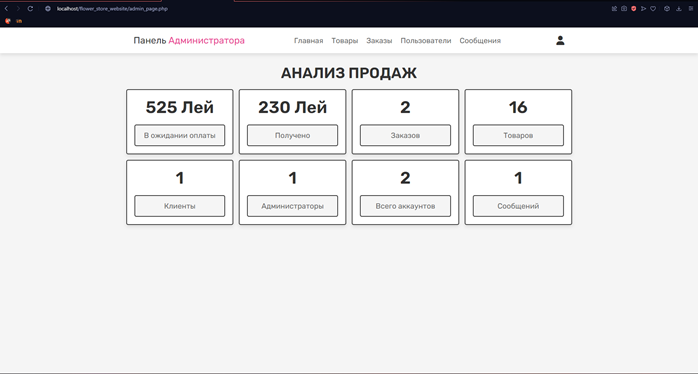 localhost/flower_store_website/admin_page.php
Панель Администратора
Главная Товары Заказы Пользователи Сообщения
АНАЛИЗ ПРОДАЖ
525 Лей 230 Лей 2 16
В ожидании оплаты Получено Заказов Товаров
1 1 2 1
Клиенты Администраторы Всего аккаунтов Сообщений